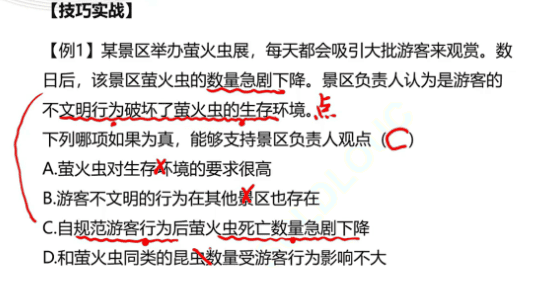 【技巧实战】
【例1】某景区举办萤火虫展，每天都会吸引大批游客来观赏。数
日后，该景区萤火虫的数量急剧下降。景区负责人认为是游客的
不文明行为破坏了萤火虫的生存环境。点
下列哪项如果为真，能够支持景区负责人观点（C）
A.萤火虫对生存环境的要求很高
B.游客不文明的行为在其他景区也存在
C.自规范游客行为后萤火虫死亡数量急剧下降
D.和萤火虫同类的昆虫数量受游客行为影响不大